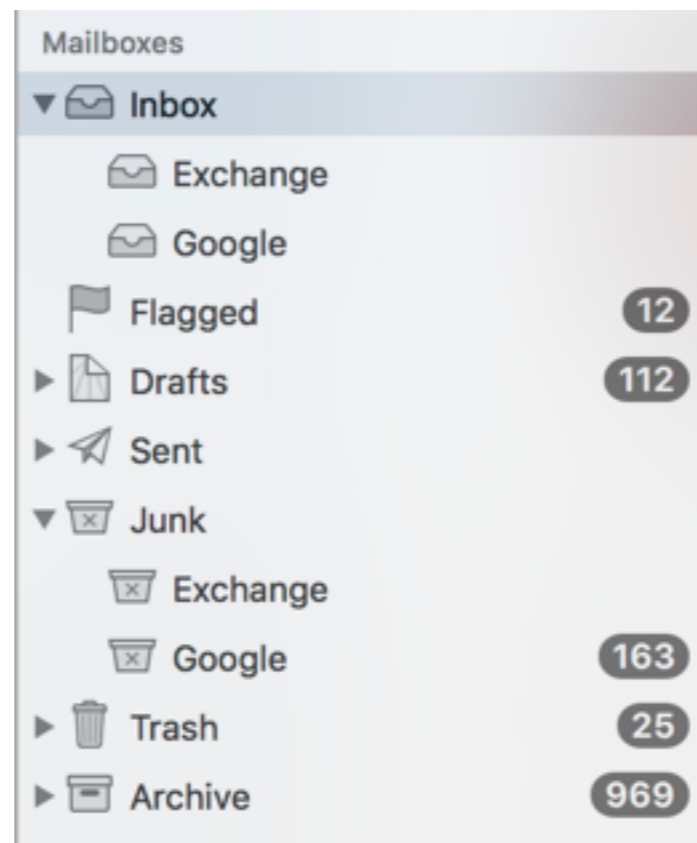 Mailboxes
Inbox
Exchange
Google
Flagged 12
Drafts 112
Sent
Junk
Exchange
Google 163
Trash 25
Archive 969